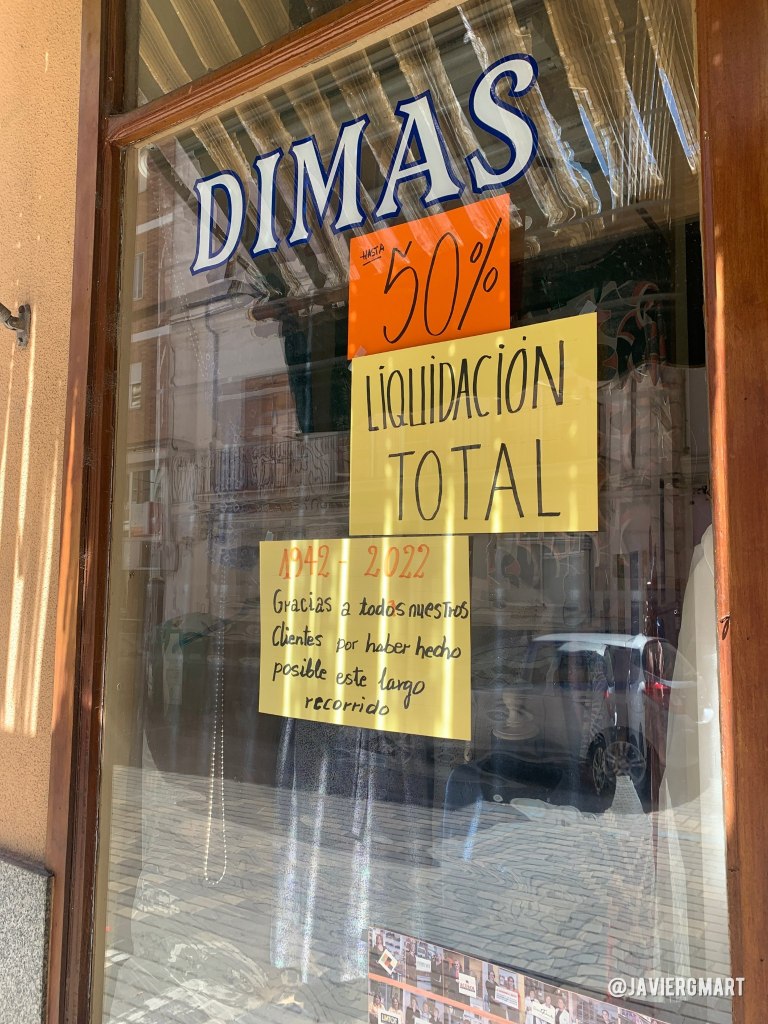 DIMAS
HASTA
50%
LIQUIDACIÓN
TOTAL
1942 - 2022
Gracias a todos nuestros
Clientes por haber hecho
posible este largo
recorrido
@JAVIERGMART